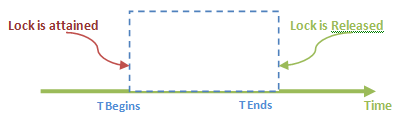 Lock is attained
Lock is Released
T Begins
T Ends
Time